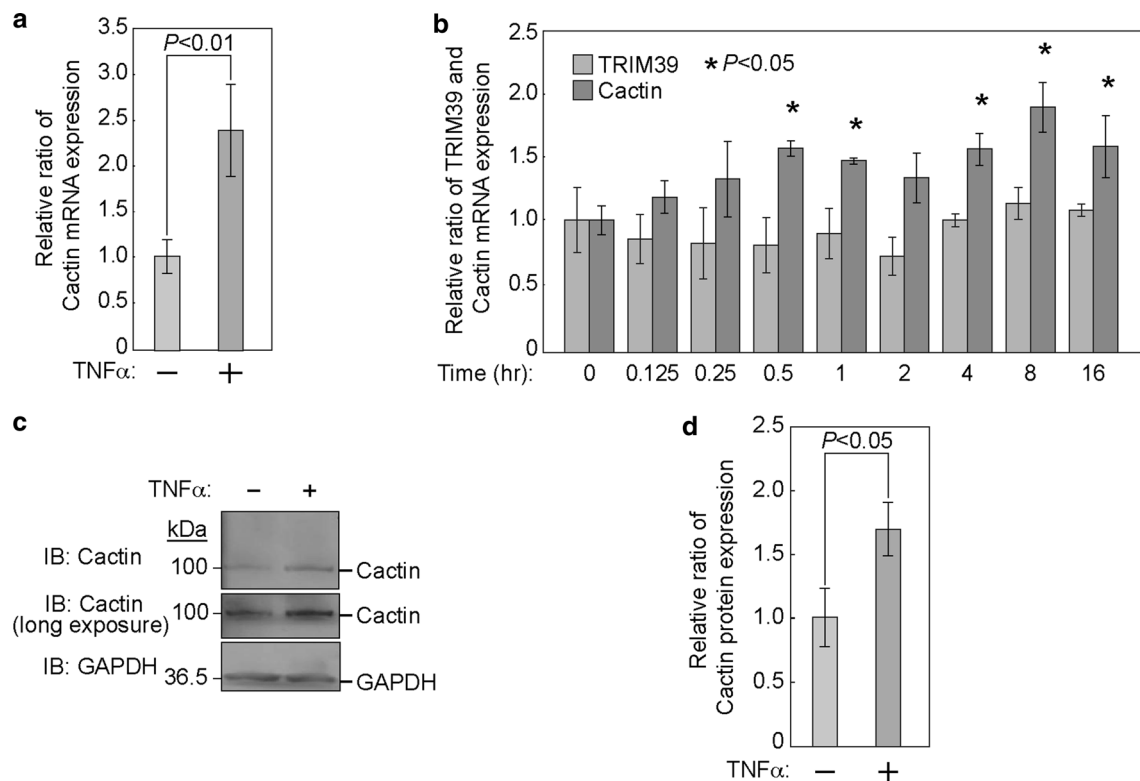 a
Relative ratio of
Cactin mRNA expression
3.5
3.0
2.5
2.0
1.5
1.0
0.5
0
P<0.01
TNFα: − +
b
Relative ratio of TRIM39 and
Cactin mRNA expression
2.5
2.0
1.5
1.0
0.5
0
TRIM39 * P<0.05
Cactin
* * * * *
Time (hr): 0 0.125 0.25 0.5 1 2 4 8 16
c
TNFα: − +
kDa
IB: Cactin 100 Cactin
IB: Cactin
(long exposure) 100 Cactin
IB: GAPDH 36.5 GAPDH
d
Relative ratio of
Cactin protein expression
2.5
2.0
1.5
1.0
0.5
0
P<0.05
TNFα: − +